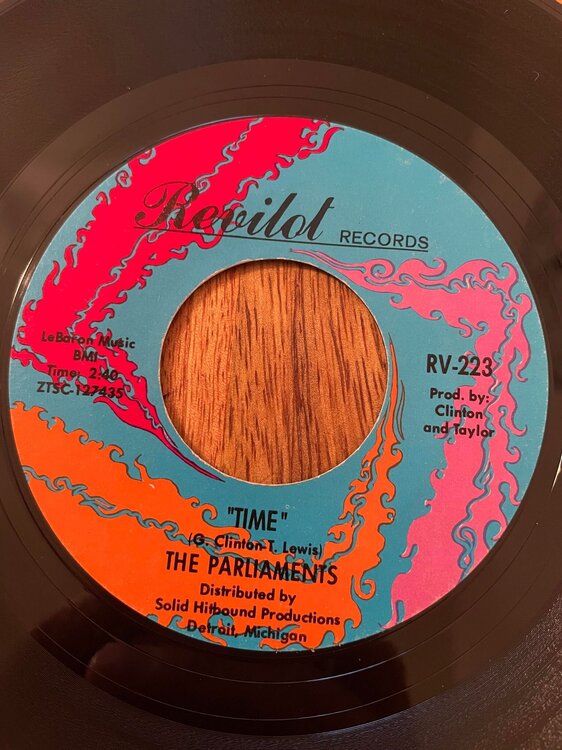 Revilot RECORDS
LeBaron Music
BMI
Time: 2:40
ZTSC-127435
RV-223
Prod. by:
Clinton
and Taylor
"TIME"
(G. Clinton-T. Lewis)
THE PARLIAMENTS
Distributed by
Solid Hitbound Productions
Detroit, Michigan